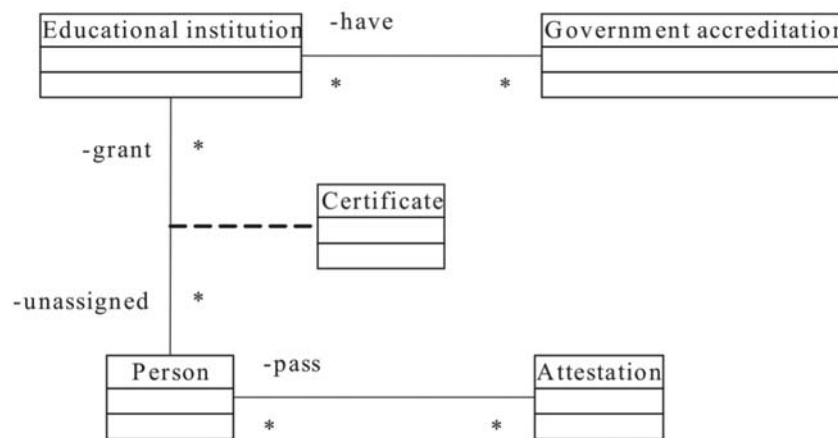 Educational institution
-have
Government accreditation
*
*
-grant
*
Certificate
-unassigned
*
Person
-pass
Attestation
*
*